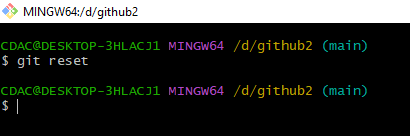 MINGW64:/d/github2
CDAC@DESKTOP-3HLACJ1 MINGW64 /d/github2 (main)
$ git reset
CDAC@DESKTOP-3HLACJ1 MINGW64 /d/github2 (main)
$